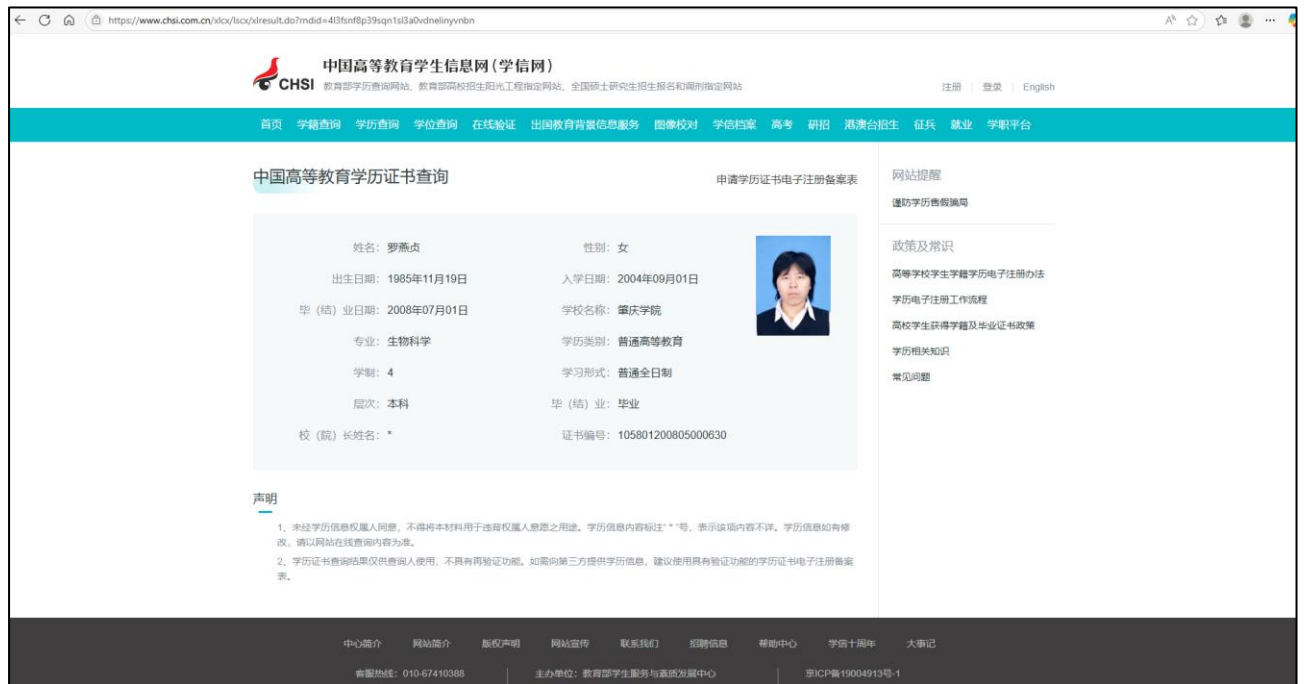 https://www.chsi.com.cn/xlcx/lscx/xlresult.do?rndid=4l3fsnf8p39sqn1sl3a0vdnelinyvnbn
中国高等教育学生信息网(学信网)
CHSI 教育部学历查询网站、教育部高校招生阳光工程指定网站、全国硕士研究生招生报名和调剂指定网站
注册 | 登录 | English
首页 学籍查询 学历查询 学位查询 在线验证 出国教育背景信息服务 图像校对 学信档案 高考 研招 港澳台招生 征兵 就业 学职平台
中国高等教育学历证书查询
申请学历证书电子注册备案表
姓名: 罗燕贞 性别: 女
出生日期: 1985年11月19日 入学日期: 2004年09月01日
毕(结)业日期: 2008年07月01日 学校名称: 肇庆学院
专业: 生物科学 学历类别: 普通高等教育
学制: 4 学习形式: 普通全日制
层次: 本科 毕(结)业: 毕业
校(院)长姓名: * 证书编号: 105801200805000630
网站提醒
谨防学历售假骗局
政策及常识
高等学校学生学籍学历电子注册办法
学历电子注册工作流程
高校学生获得学籍及毕业证书政策
学历相关知识
常见问题
声明
1、未经学历信息权属人同意,不得将本材料用于违背权属人意愿之用途。学历信息内容标注"*"号,表示该项内容不详。学历信息如有修
改,请以网站在线查询内容为准。
2、学历证书查询结果仅供查询人使用,不具有再验证功能。如需向第三方提供学历信息,建议使用具有验证功能的学历证书电子注册备案
表。
中心简介 网站简介 版权声明 网站宣传 联系我们 招聘信息 帮助中心 学信十周年 大事记
客服热线:010-67410388 | 主办单位:教育部学生服务与素质发展中心 | 京ICP备19004913号-1